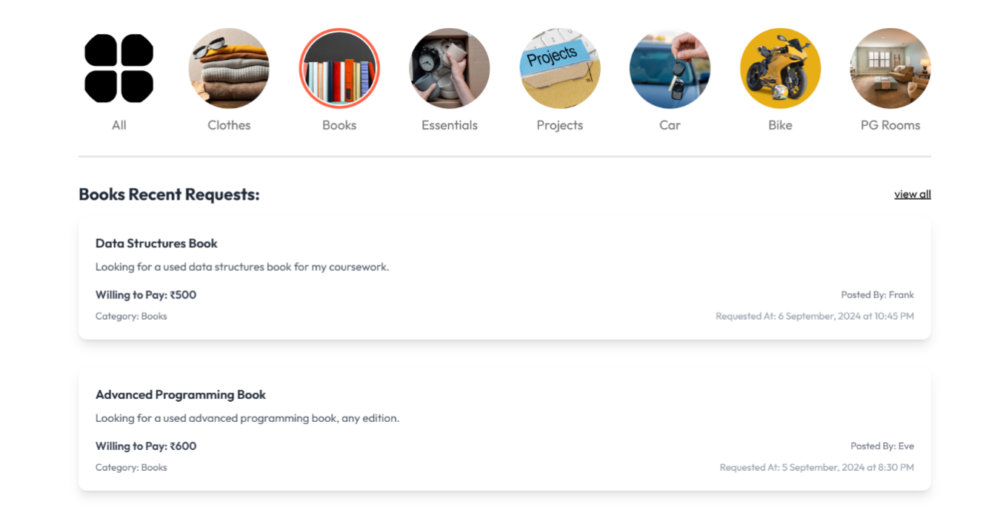 Projects
All
Clothes
Books
Essentials
Projects
Car
Bike
PG Rooms
Books Recent Requests:
view all
Data Structures Book
Looking for a used data structures book for my coursework.
Willing to Pay: ₹500
Posted By: Frank
Category: Books
Requested At: 6 September, 2024 at 10:45 PM
Advanced Programming Book
Looking for a used advanced programming book, any edition.
Willing to Pay: ₹600
Posted By: Eve
Category: Books
Requested At: 5 September, 2024 at 8:30 PM